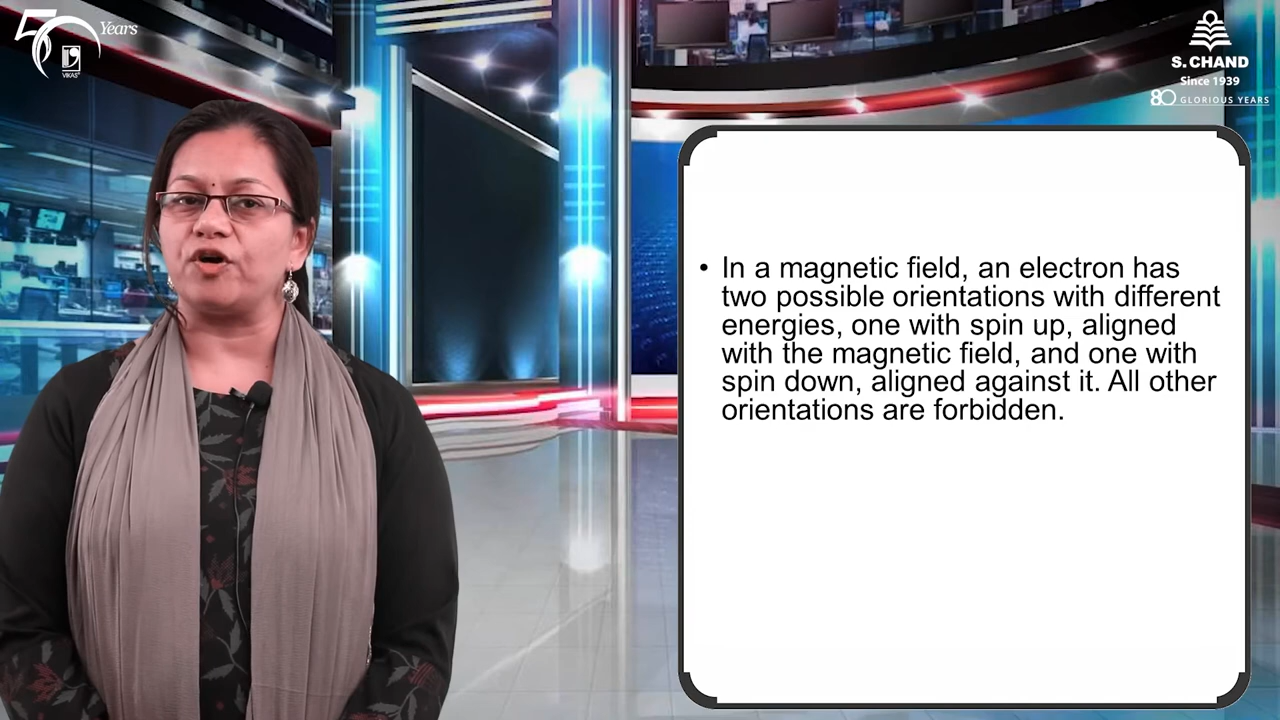 50 Years
VIKAS
S. CHAND
Since 1939
80 GLORIOUS YEARS
• In a magnetic field, an electron has
two possible orientations with different
energies, one with spin up, aligned
with the magnetic field, and one with
spin down, aligned against it. All other
orientations are forbidden.